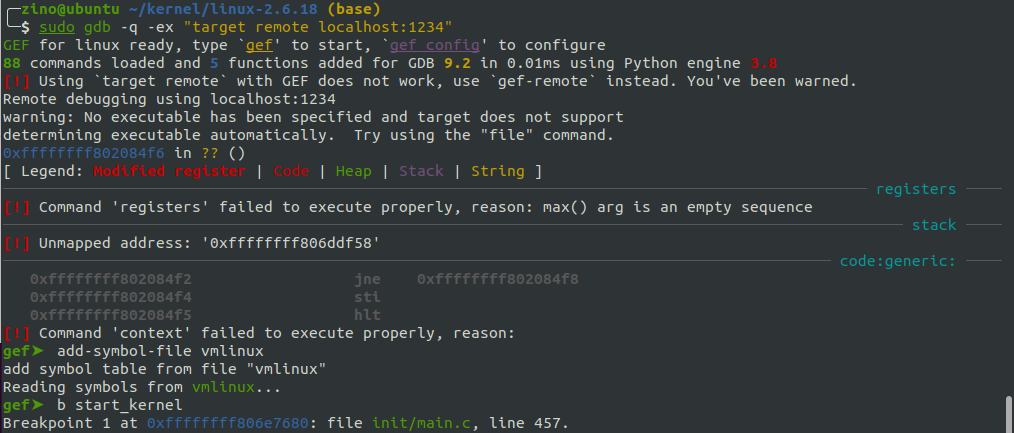 zino@ubuntu ~/kernel/linux-2.6.18 (base)
$ sudo gdb -q -ex "target remote localhost:1234"
GEF for linux ready, type `gef' to start, `gef config' to configure
88 commands loaded and 5 functions added for GDB 9.2 in 0.01ms using Python engine 3.8
[!] Using `target remote` with GEF does not work, use `gef-remote` instead. You've been warned.
Remote debugging using localhost:1234
warning: No executable has been specified and target does not support
determining executable automatically.  Try using the "file" command.
0xffffffff802084f6 in ?? ()
[ Legend: Modified register | Code | Heap | Stack | String ]
registers
[!] Command 'registers' failed to execute properly, reason: max() arg is an empty sequence
stack
[!] Unmapped address: '0xffffffff806ddf58'
code:generic:
0xffffffff802084f2 jne 0xffffffff802084f8
0xffffffff802084f4 sti
0xffffffff802084f5 hlt
[!] Command 'context' failed to execute properly, reason:
gef➤ add-symbol-file vmlinux
add symbol table from file "vmlinux"
Reading symbols from vmlinux...
gef➤ b start_kernel
Breakpoint 1 at 0xffffffff806e7680: file init/main.c, line 457.